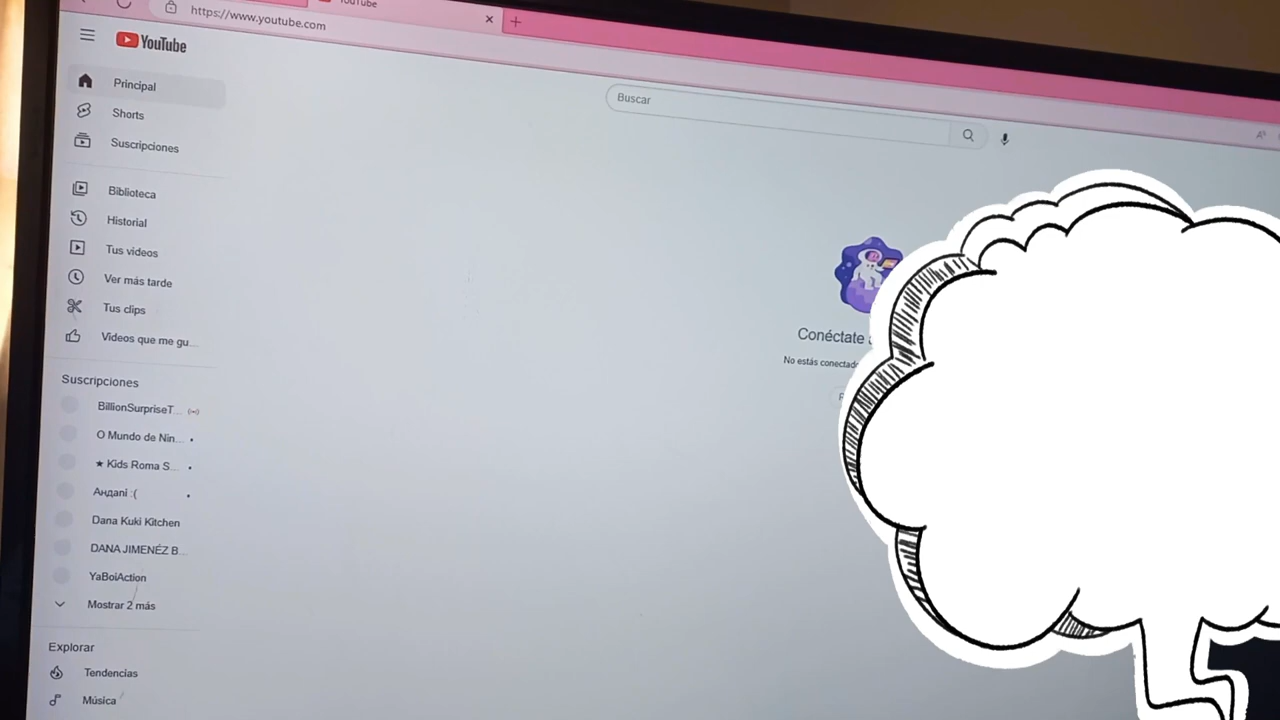 YouTube
https://www.youtube.com
YouTube
Principal
Shorts
Suscripciones
Buscar
Biblioteca
Historial
Tus videos
Ver más tarde
Tus clips
Videos que me gu...
Conéctate
No estás conectado
Suscripciones
BillionSurpriseT...
O Mundo de Nin...
★ Kids Roma S...
Андапі :(
Dana Kuki Kitchen
DANA JIMENÉZ B...
YaBoiAction
Mostrar 2 más
Explorar
Tendencias
Música